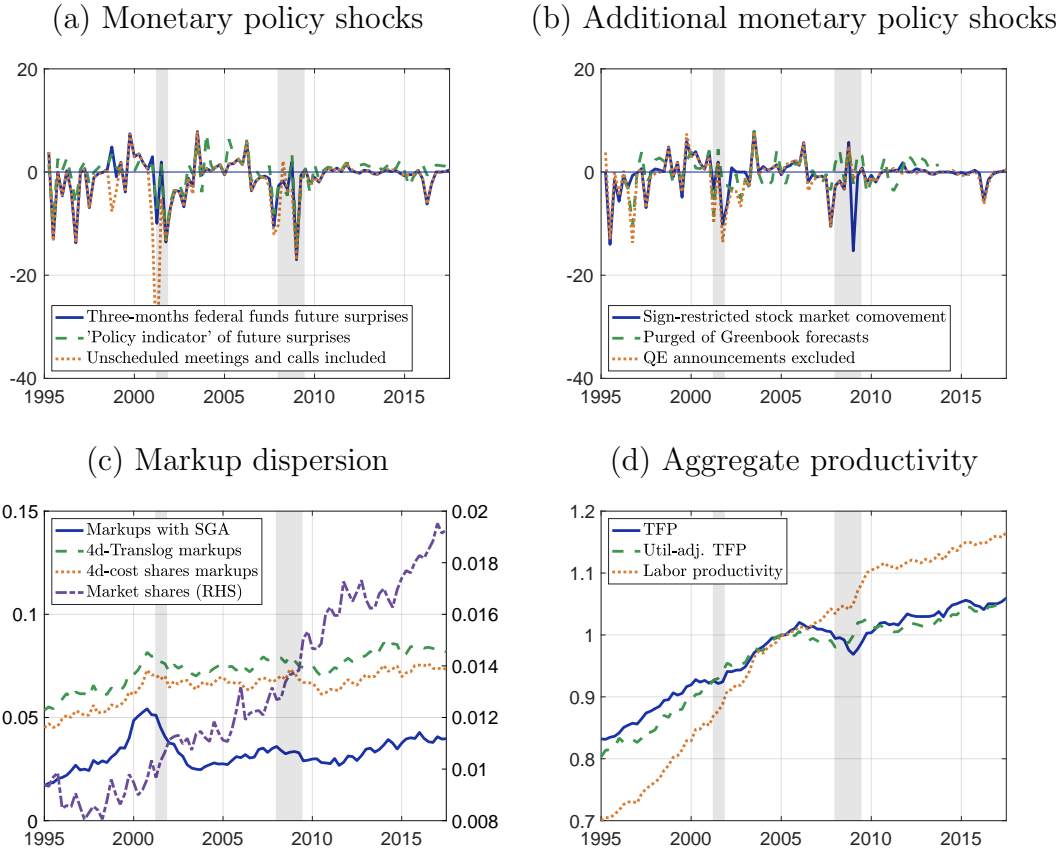 (a) Monetary policy shocks
20
0
-20
-40
1995 2000 2005 2010 2015
Three-months federal funds future surprises
'Policy indicator' of future surprises
Unscheduled meetings and calls included
(b) Additional monetary policy shocks
20
0
-20
-40
1995 2000 2005 2010 2015
Sign-restricted stock market comovement
Purged of Greenbook forecasts
QE announcements excluded
(c) Markup dispersion
0.15
0.1
0.05
0
0.02
0.018
0.016
0.014
0.012
0.01
0.008
1995 2000 2005 2010 2015
Markups with SGA
4d-Translog markups
4d-cost shares markups
Market shares (RHS)
(d) Aggregate productivity
1.2
1.1
1
0.9
0.8
0.7
1995 2000 2005 2010 2015
TFP
Util-adj. TFP
Labor productivity